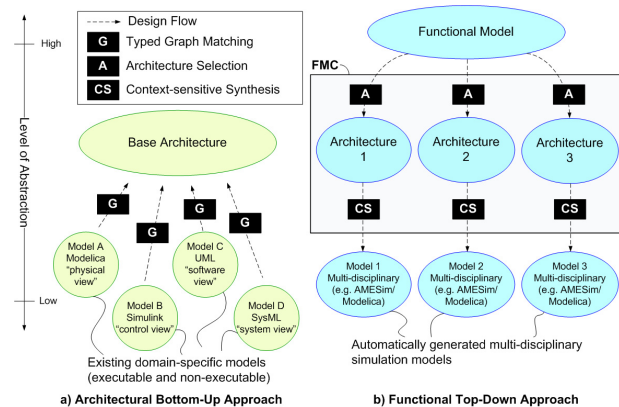 High
Level of Abstraction
Low
Design Flow
G Typed Graph Matching
A Architecture Selection
CS Context-sensitive Synthesis
Base Architecture
G
G
G
G
Model A
Modelica
"physical
view"
Model B
Simulink
"control view"
Model C
UML
"software
view"
Model D
SysML
"system view"
Existing domain-specific models
(executable and non-executable)
a) Architectural Bottom-Up Approach
Functional Model
FMC
A
A
A
Architecture
1
Architecture
2
Architecture
3
CS
CS
CS
Model 1
Multi-disciplinary
(e.g. AMESim/
Modelica)
Model 2
Multi-disciplinary
(e.g. AMESim/
Modelica)
Model 3
Multi-disciplinary
(e.g. AMESim/
Modelica)
Automatically generated multi-disciplinary
simulation models
b) Functional Top-Down Approach